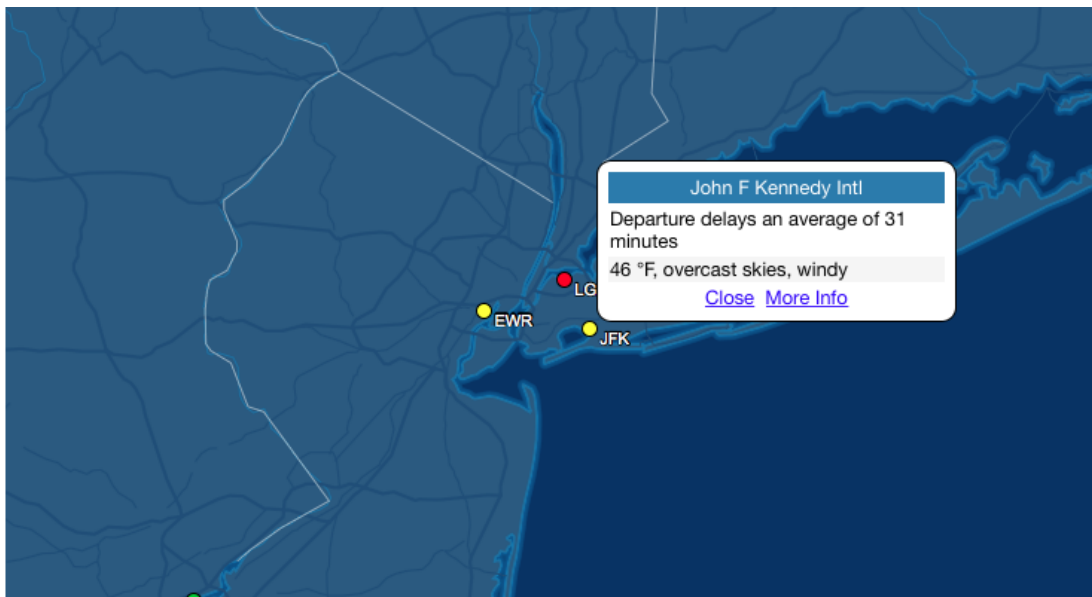 John F Kennedy Intl
Departure delays an average of 31
minutes
46 °F, overcast skies, windy
Close More Info
LG
EWR
JFK